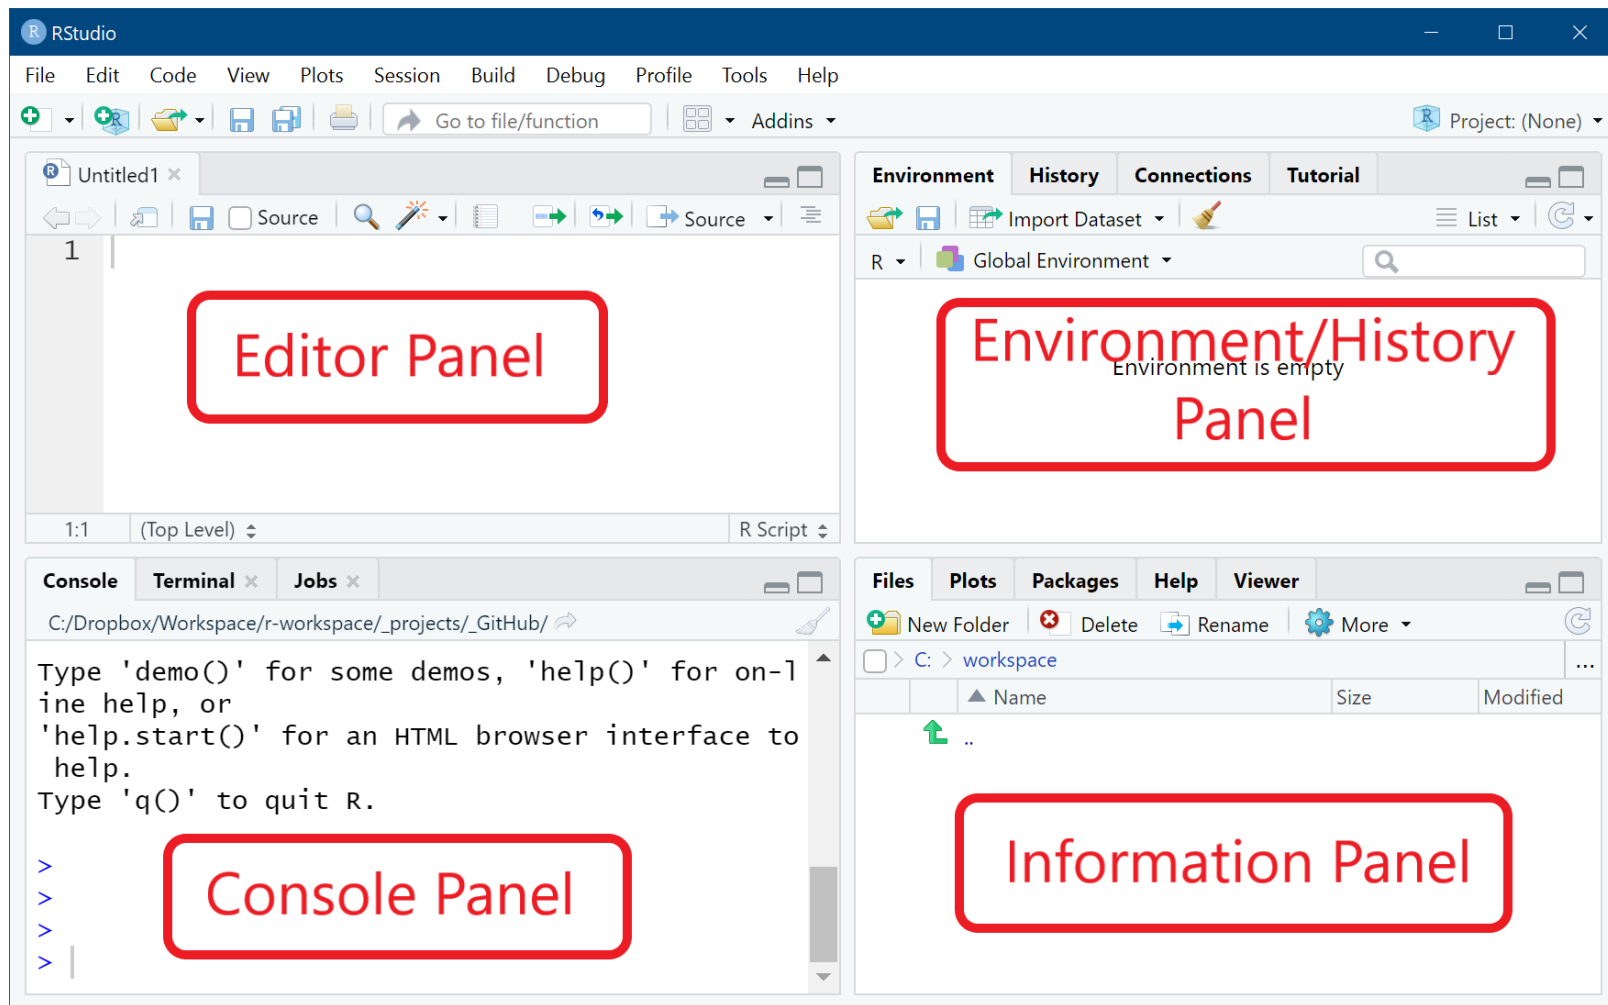 R RStudio
File Edit Code View Plots Session Build Debug Profile Tools Help
R Go to file/function Addins R Project: (None)
R Untitled1
Source Source
1
Editor Panel
1:1 (Top Level) R Script
Environment History Connections Tutorial
Import Dataset List
R Global Environment
Environment/History
Environment is empty
Panel
Console Terminal Jobs
C:/Dropbox/Workspace/r-workspace/_projects/_GitHub/
Type 'demo()' for some demos, 'help()' for on-l
ine help, or
'help.start()' for an HTML browser interface to
help.
Type 'q()' to quit R.
>
>
>
>
Console Panel
Files Plots Packages Help Viewer
New Folder Delete Rename More
C: workspace ...
Name Size Modified
..
Information Panel